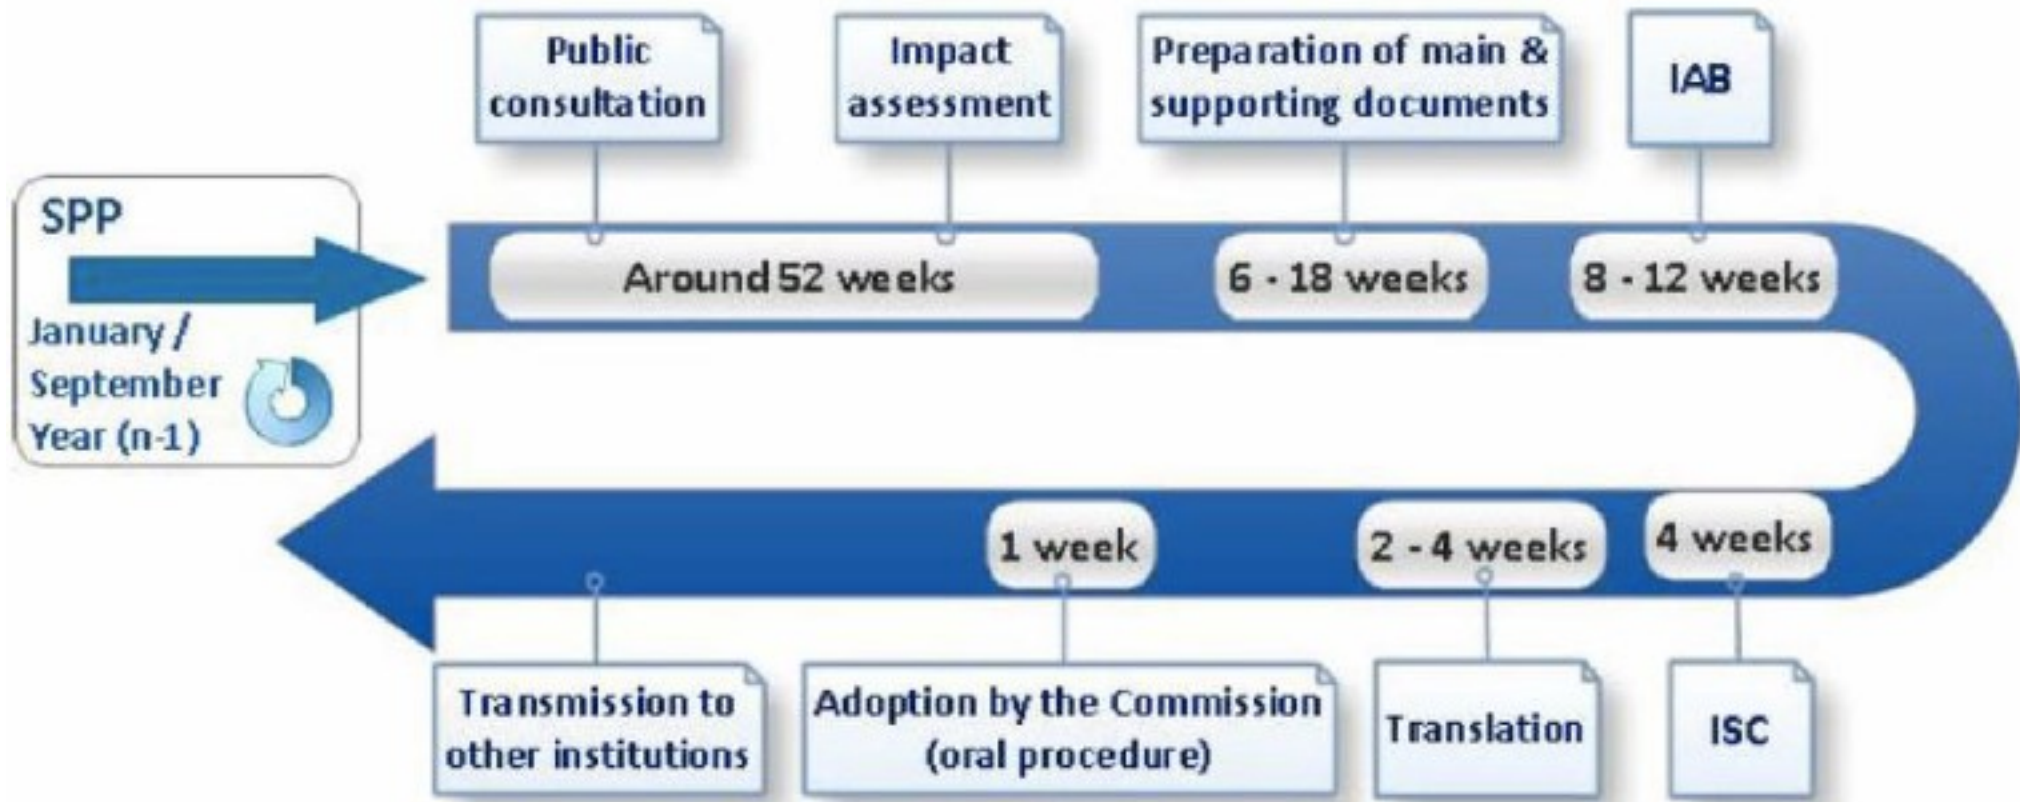 Public
consultation
Impact
assessment
Preparation of main &
supporting documents
IAB
SPP
January /
September
Year (n-1)
Around 52 weeks
6 - 18 weeks
8 - 12 weeks
1 week
2 - 4 weeks
4 weeks
Transmission to
other institutions
Adoption by the Commission
(oral procedure)
Translation
ISC